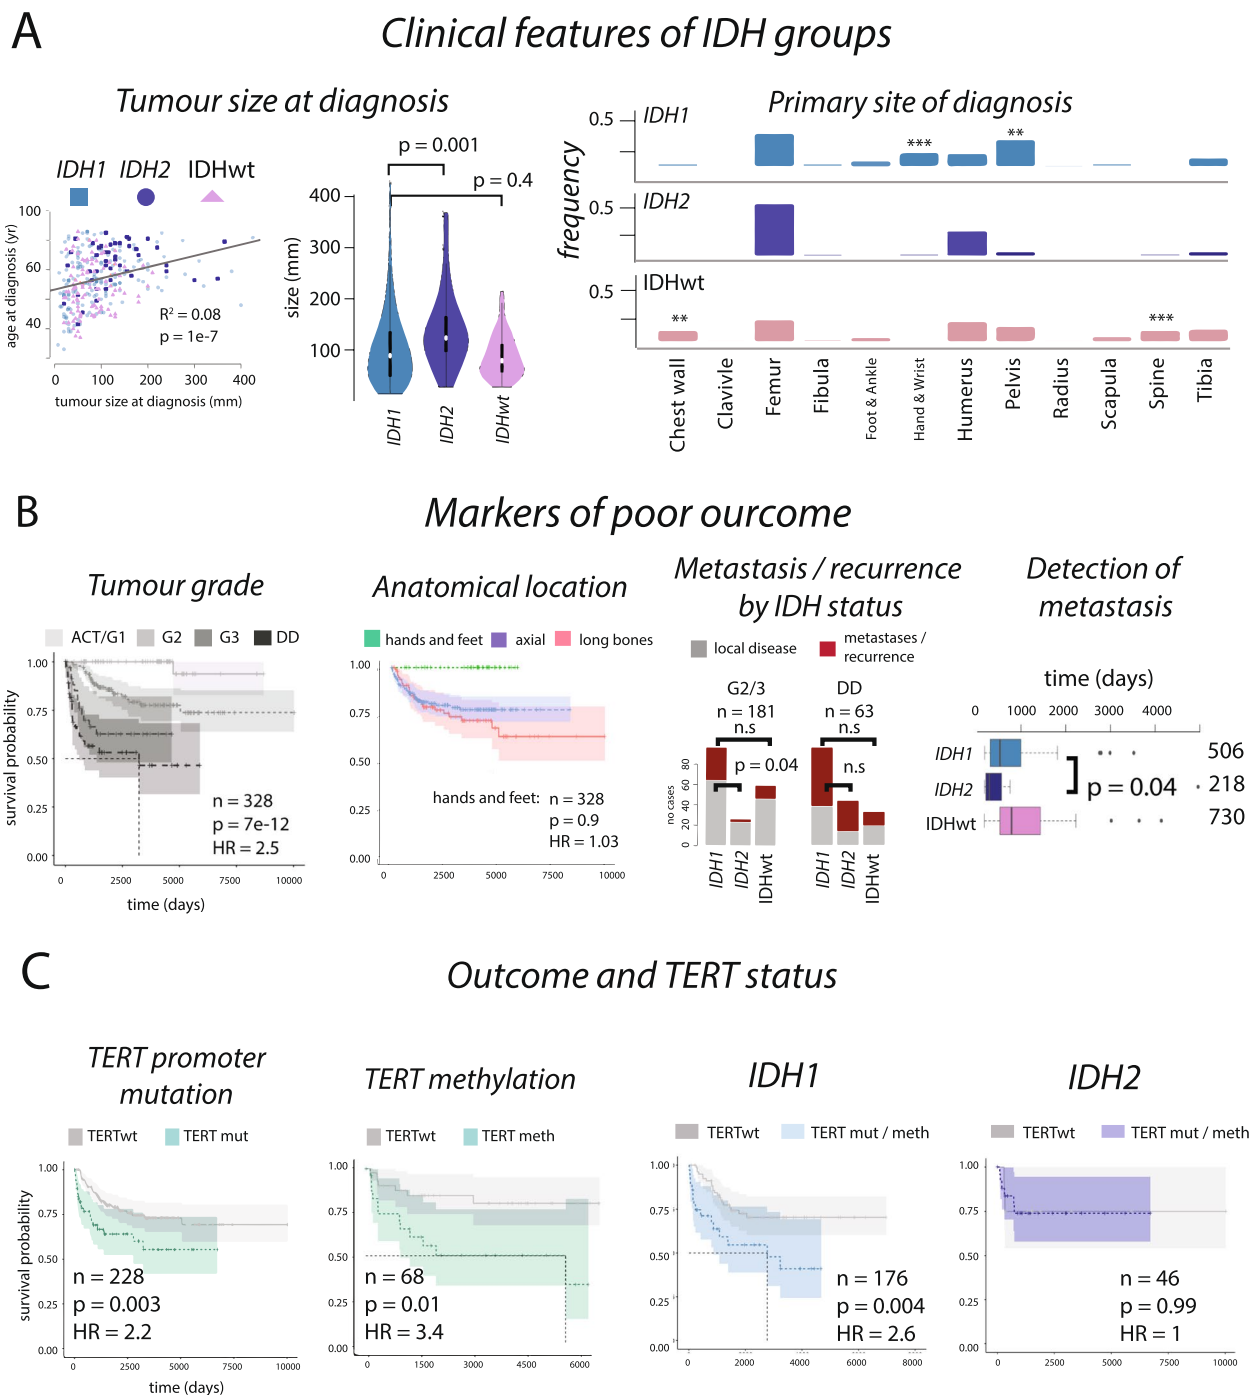 A
Clinical features of IDH groups
Tumour size at diagnosis
IDH1 IDH2 IDHwt
100
60
40
age at diagnosis (yr)
R² = 0.08
p = 1e-7
0 100 200 300 400
tumour size at diagnosis (mm)
p = 0.001
p = 0.4
400
300
200
100
size (mm)
IDH1
IDH2
IDHwt
Primary site of diagnosis
frequency
0.5
IDH1
***
**
0.5
IDH2
0.5
IDHwt
**
***
Chest wall
Clavivle
Femur
Fibula
Foot & Ankle
Hand & Wrist
Humerus
Pelvis
Radius
Scapula
Spine
Tibia
B
Markers of poor ourcome
Tumour grade
ACT/G1 G2 G3 DD
survival probability
1.00
0.75
0.50
0.25
0.00
n = 328
p = 7e-12
HR = 2.5
0 2500 5000 7500 10000
time (days)
Anatomical location
hands and feet axial long bones
1.00
0.75
0.50
0.25
0.00
hands and feet: n = 328
p = 0.9
HR = 1.03
0 2500 5000 7500 10000
Metastasis / recurrence
by IDH status
local disease
metastases /
recurrence
G2/3
n = 181
n.s
p = 0.04
DD
n = 63
n.s
n.s
no cases
80
60
40
20
0
IDH1
IDH2
IDHwt
IDH1
IDH2
IDHwt
Detection of
metastasis
time (days)
0 1000 2000 3000 4000
IDH1 506
IDH2 p = 0.04 218
IDHwt 730
C
Outcome and TERT status
TERT promoter
mutation
TERTwt TERT mut
survival probability
1.00
0.75
0.50
0.25
0.00
n = 228
p = 0.003
HR = 2.2
0 2500 5000 7500 10000
time (days)
TERT methylation
TERTwt TERT meth
1.00
0.75
0.50
0.25
0.00
n = 68
p = 0.01
HR = 3.4
0 1500 3000 4500 6000
IDH1
TERTwt TERT mut / meth
1.00
0.75
0.50
0.25
0.00
n = 176
p = 0.004
HR = 2.6
0 2000 4000 6000 8000
IDH2
TERTwt TERT mut / meth
1.00
0.75
0.50
0.25
0.00
n = 46
p = 0.99
HR = 1
0 2500 5000 7500 10000